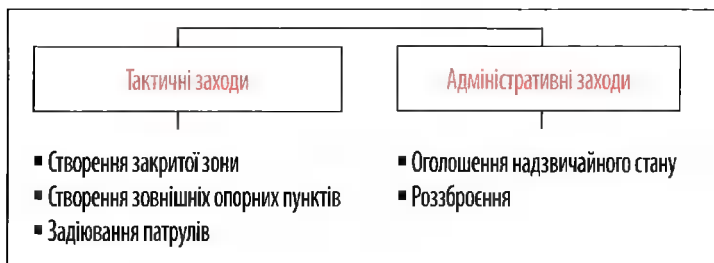 Тактичні заходи
▪ Створення закритої зони
▪ Створення зовнішніх опорних пунктів
▪ Задіювання патрулів
Адміністративні заходи
▪ Оголошення надзвичайного стану
▪ Роззброєння